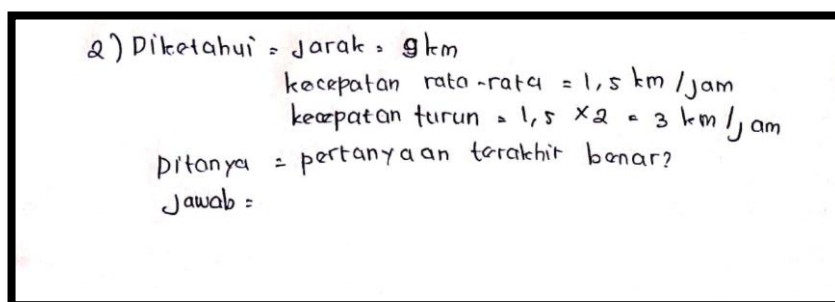 2) Diketahui = Jarak = 9 km
kecepatan rata-rata = 1,5 km/jam
kecepatan turun = 1,5 × 2 = 3 km/jam
Ditanya = pertanyaan terakhir benar?
Jawab =